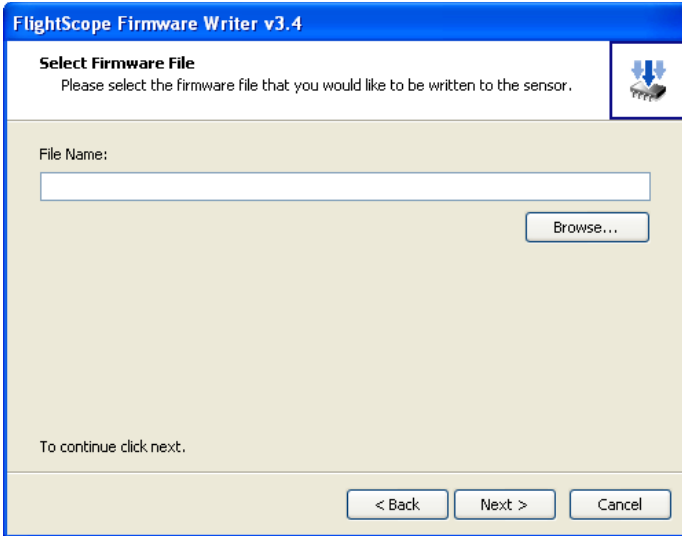 FlightScope Firmware Writer v3.4
Select Firmware File
Please select the firmware file that you would like to be written to the sensor.
File Name:
Browse...
To continue click next.
< Back
Next >
Cancel